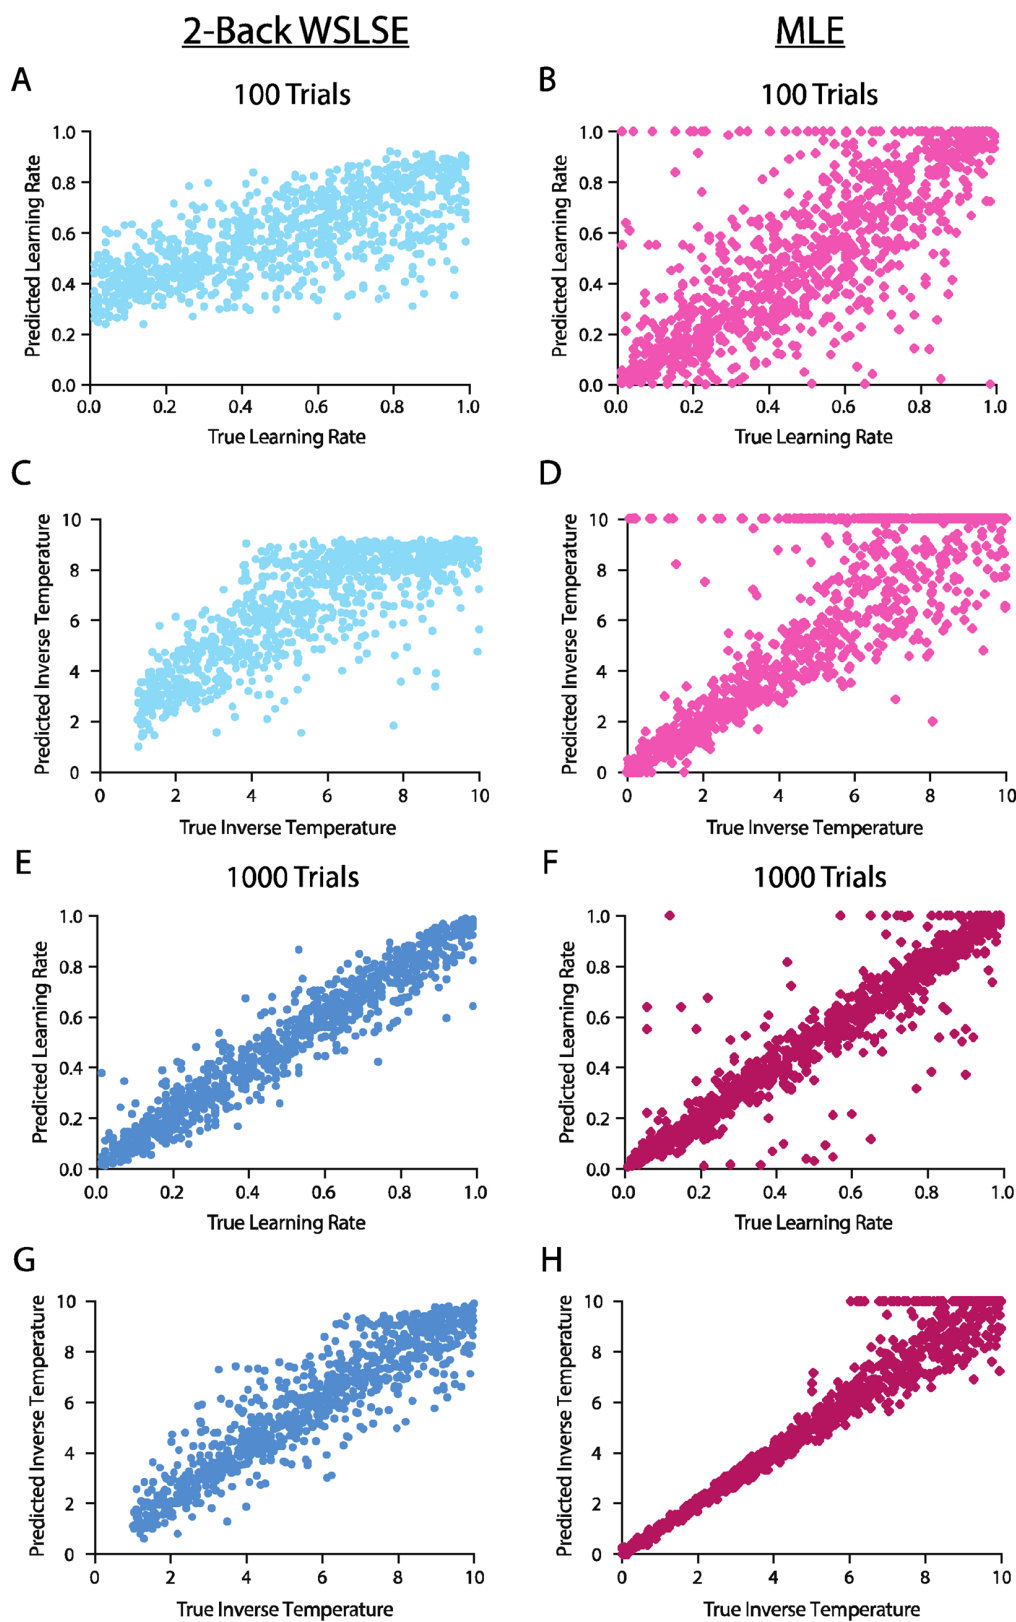 2-Back WSLSE
MLE
A
100 Trials
1.0
0.8
0.6
0.4
0.2
0.0
Predicted Learning Rate
0.0 0.2 0.4 0.6 0.8 1.0
True Learning Rate
B
100 Trials
1.0
0.8
0.6
0.4
0.2
0.0
Predicted Learning Rate
0.0 0.2 0.4 0.6 0.8 1.0
True Learning Rate
C
10
8
6
4
2
0
Predicted Inverse Temperature
0 2 4 6 8 10
True Inverse Temperature
D
10
8
6
4
2
0
Predicted Inverse Temperature
0 2 4 6 8 10
True Inverse Temperature
E
1000 Trials
1.0
0.8
0.6
0.4
0.2
0.0
Predicted Learning Rate
0.0 0.2 0.4 0.6 0.8 1.0
True Learning Rate
F
1000 Trials
1.0
0.8
0.6
0.4
0.2
0.0
Predicted Learning Rate
0.0 0.2 0.4 0.6 0.8 1.0
True Learning Rate
G
10
8
6
4
2
0
Predicted Inverse Temperature
0 2 4 6 8 10
True Inverse Temperature
H
10
8
6
4
2
0
Predicted Inverse Temperature
0 2 4 6 8 10
True Inverse Temperature